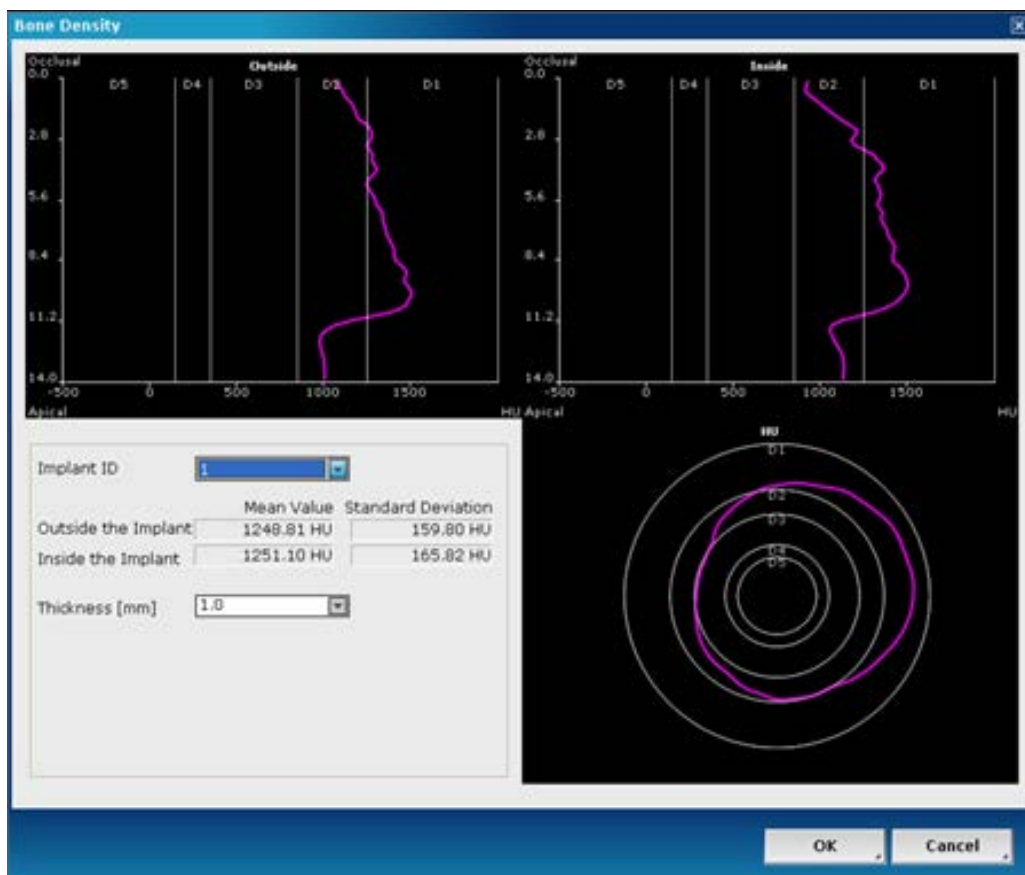 Bone Density
Occlusal
Outside
0.0
D5 D4 D3 D2 D1
2.8
5.6
8.4
11.2
14.0
-500 0 500 1000 1500
Apical HU
Occlusal
Inside
0.0
D5 D4 D3 D2 D1
2.8
5.6
8.4
11.2
14.0
-500 0 500 1000 1500
Apical HU
Implant ID 1
Mean Value Standard Deviation
Outside the Implant 1248.81 HU 159.80 HU
Inside the Implant 1251.10 HU 165.82 HU
Thickness [mm] 1.0
HU
D1
D2
D3
D4
D5
OK Cancel